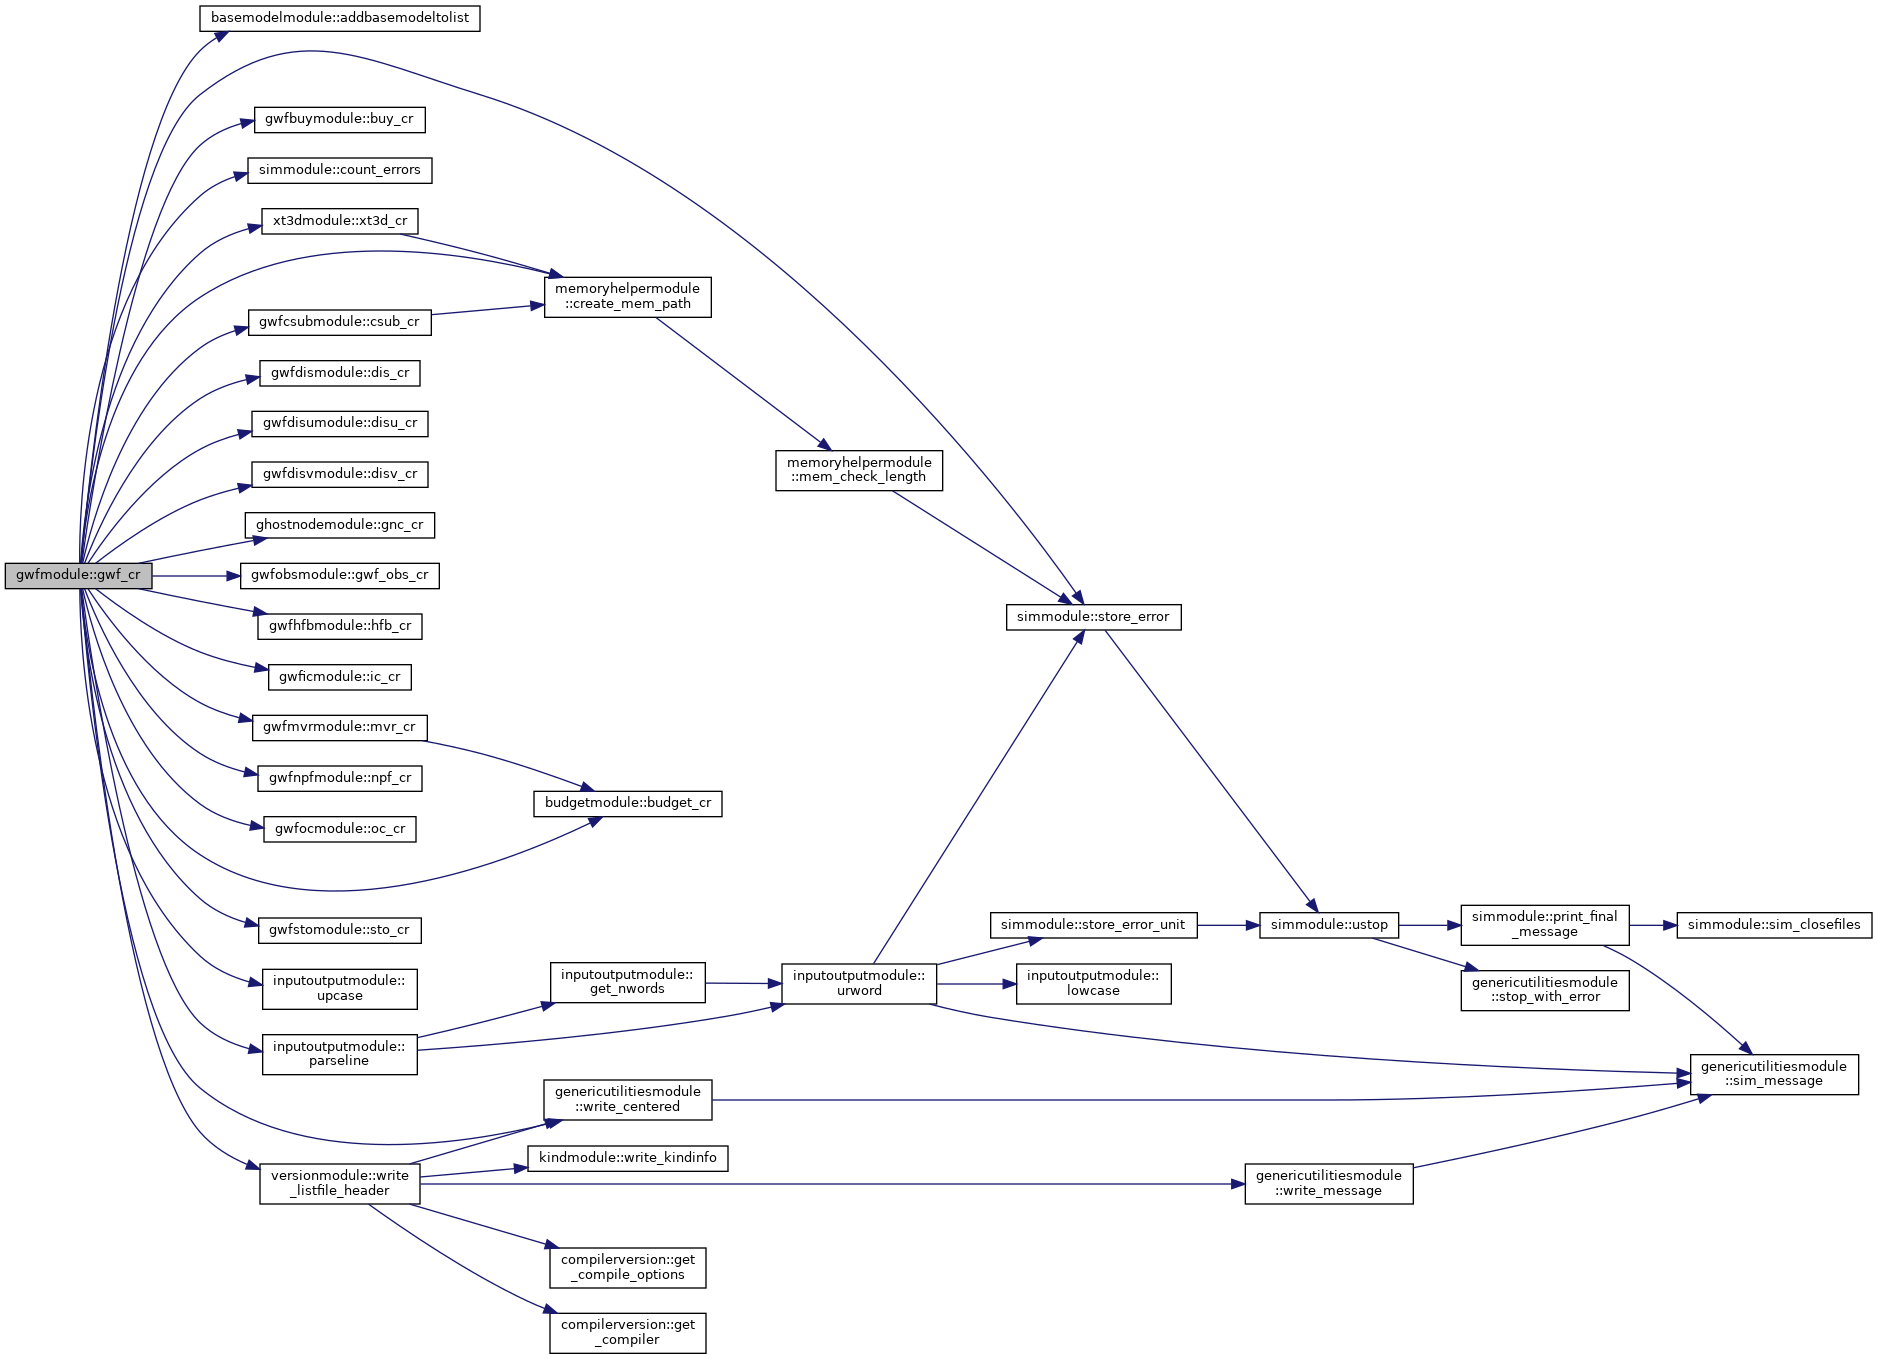 basemodelmodule::addbasemodeltolist
gwfbuymodule::buy_cr
simmodule::count_errors
xt3dmodule::xt3d_cr
memoryhelpermodule
::create_mem_path
gwfcsubmodule::csub_cr
gwfdismodule::dis_cr
gwfdisumodule::disu_cr
gwfdisvmodule::disv_cr
memoryhelpermodule
::mem_check_length
ghostnodemodule::gnc_cr
gwfmodule::gwf_cr
gwfobsmodule::gwf_obs_cr
simmodule::store_error
gwfhfbmodule::hfb_cr
gwficmodule::ic_cr
gwfmvrmodule::mvr_cr
gwfnpfmodule::npf_cr
budgetmodule::budget_cr
gwfocmodule::oc_cr
gwfstomodule::sto_cr
simmodule::store_error_unit
simmodule::ustop
simmodule::print_final
_message
simmodule::sim_closefiles
inputoutputmodule::
upcase
inputoutputmodule::
get_nwords
inputoutputmodule::
urword
inputoutputmodule::
lowcase
genericutilitiesmodule
::stop_with_error
inputoutputmodule::
parseline
genericutilitiesmodule
::sim_message
genericutilitiesmodule
::write_centered
kindmodule::write_kindinfo
versionmodule::write
_listfile_header
genericutilitiesmodule
::write_message
compilerversion::get
_compile_options
compilerversion::get
_compiler